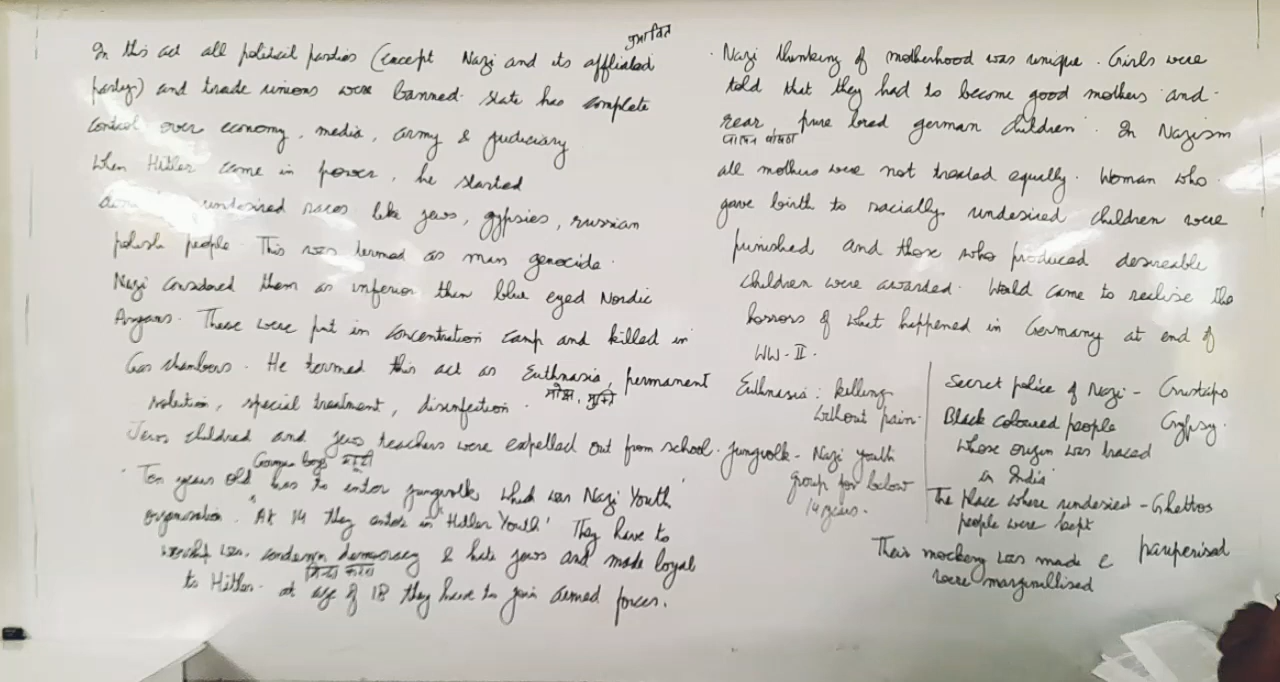 In this act all political parties (except Nazi and its affliated
party) and trade unions were banned. state has complete
control over economy, media, army & judiciary
When Hitler came in power, he started
undesired races like jews, gypsies, russian
polish people. This was termed as mass genocide.
Nazi considered them as inferior then blue eyed Nordic
Aryans. These were put in concentration camp and killed in
Gas chambers. He termed this act as Euthnasia, permanent
मोक्ष, मुक्ति
solution, special treatment, disinfection.
Jews children and jews teachers were expelled out from school.
German boys
Ten years old has to enter Jungvolk which was Nazi Youth
organisation. At 14 they enter in "Hitler Youth" They have to
worship war, condemn democracy & hate jews and made loyal
निन्दा करना
to Hitler. at age of 18 they have to join armed forces.
Nazi thinking of motherhood was unique. Girls were
told that they had to become good mothers and
rear pure bred german children. In Nazism
पालन पोषण
all mothers were not treated equally. Woman who
gave birth to racially undesired children were
punished and those who produced desireable
children were awarded. World came to realise the
horrors of what happened in Germany at end of
WW-II.
Euthnasia : killing
without pain.
Jungvolk - Nazi youth
group for below
14 years.
Secret police of Nazi - Gustapo
Black coloured people Gypsy.
whose origin was traced
in India
The place where undesired - Ghettos
people were kept
Their mockery was made & pauperised
were marginallised